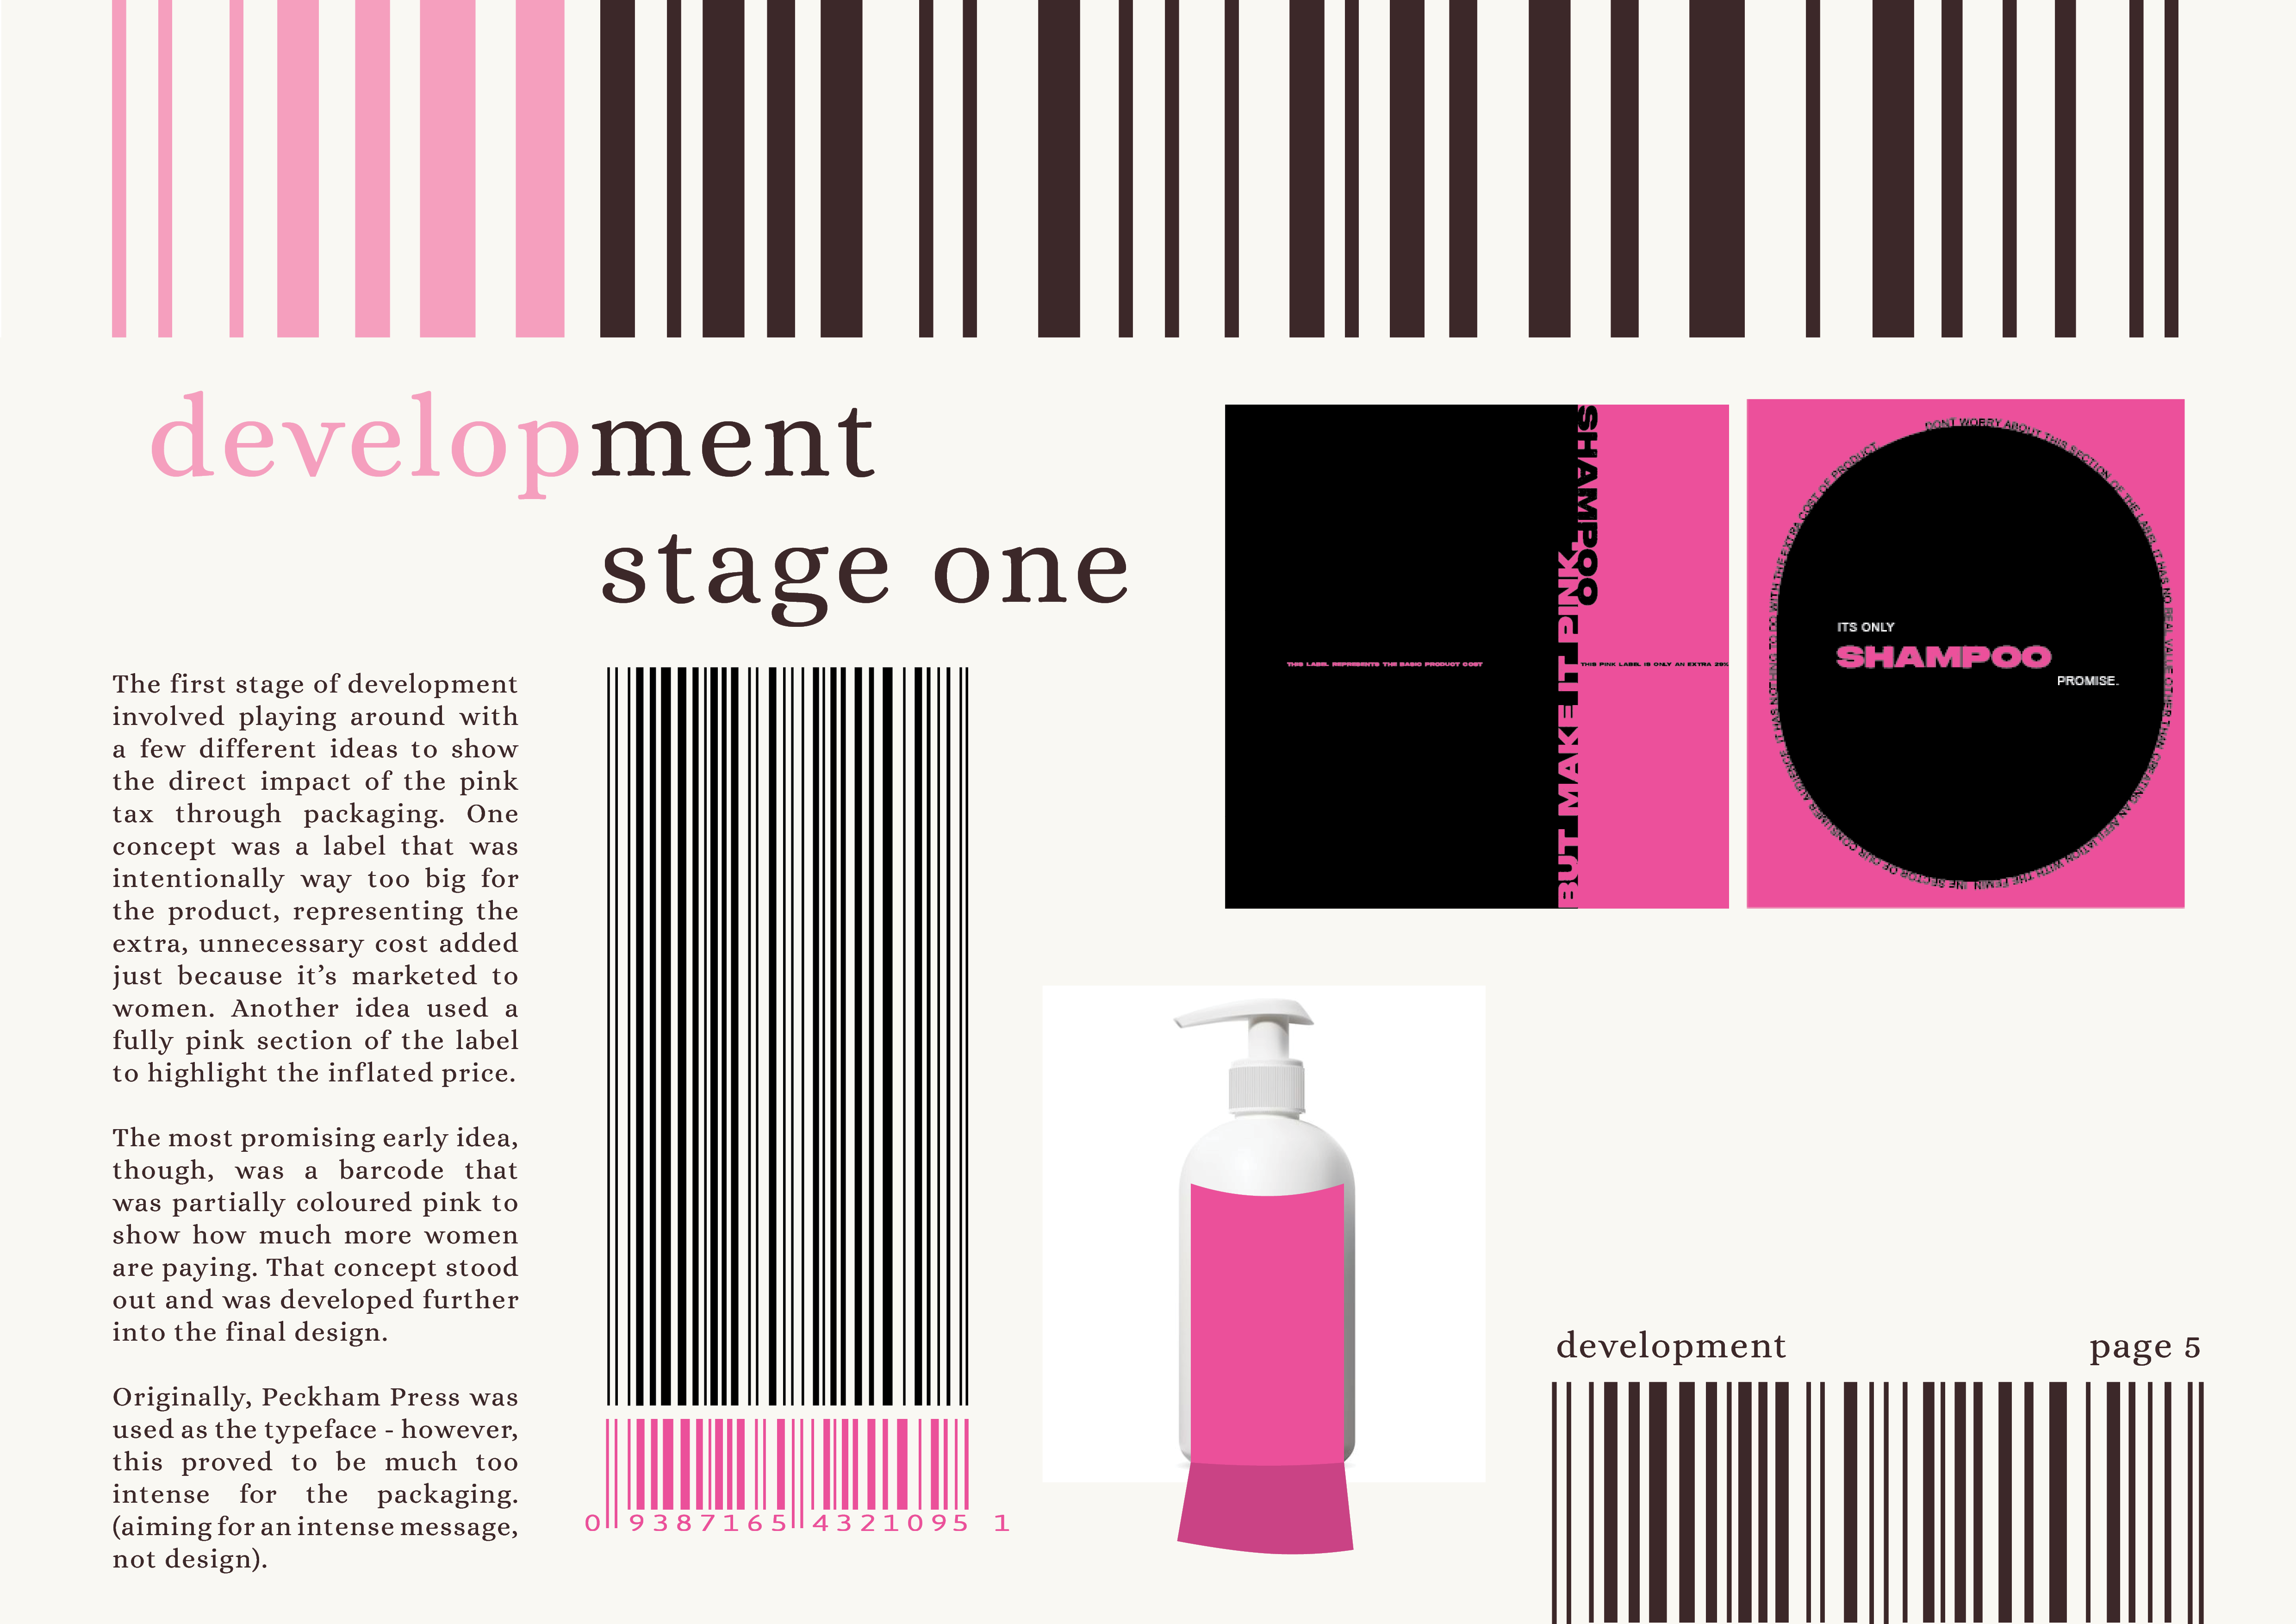 development
stage one
The first stage of development
involved playing around with
a few different ideas to show
the direct impact of the pink
tax through packaging. One
concept was a label that was
intentionally way too big for
the product, representing the
extra, unnecessary cost added
just because it’s marketed to
women. Another idea used a
fully pink section of the label
to highlight the inflated price.
The most promising early idea,
though, was a barcode that
was partially coloured pink to
show how much more women
are paying. That concept stood
out and was developed further
into the final design.
Originally, Peckham Press was
used as the typeface - however,
this proved to be much too
intense for the packaging.
(aiming for an intense message,
not design).
0 9387165 4321095 1
THIS LABEL REPRESENTS THE BASIC PRODUCT COST
BUT MAKE IT PINK.
SHAMPOO
THIS PINK LABEL IS ONLY AN EXTRA
DONT WORRY ABOUT THIS SECTION OF THE LABEL IT HAS NO REAL VALUE OTHER THAN CREATING AN AFFILIATION WITH THE FEMININE SECTOR OF OUR CONSUMER AUDIENCE. IT HAS NOTHING TO DO WITH THE EXTRA COST OF PRODUCT.
ITS ONLY
SHAMPOO
PROMISE.
development
page 5